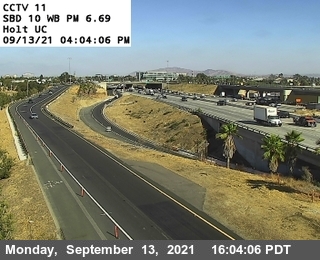 CCTV 11
SBD 10 WB PM 6.69
Holt UC
09/13/21 04:04:06 PM
Monday, September 13, 2021 16:04:06 PDT